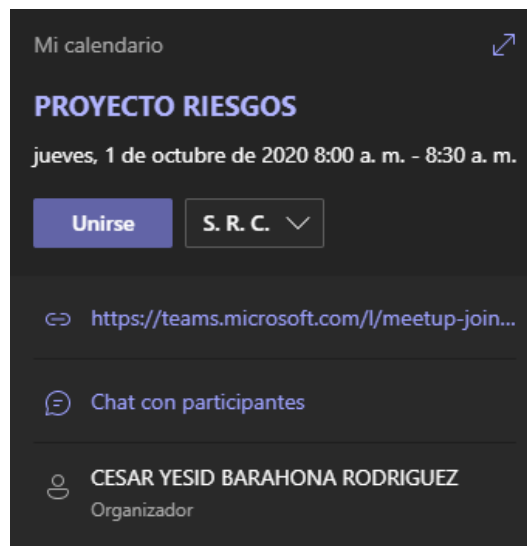 Mi calendario
PROYECTO RIESGOS
jueves, 1 de octubre de 2020 8:00 a. m. - 8:30 a. m.
Unirse
S. R. C.
https://teams.microsoft.com/l/meetup-join...
Chat con participantes
CESAR YESID BARAHONA RODRIGUEZ
Organizador